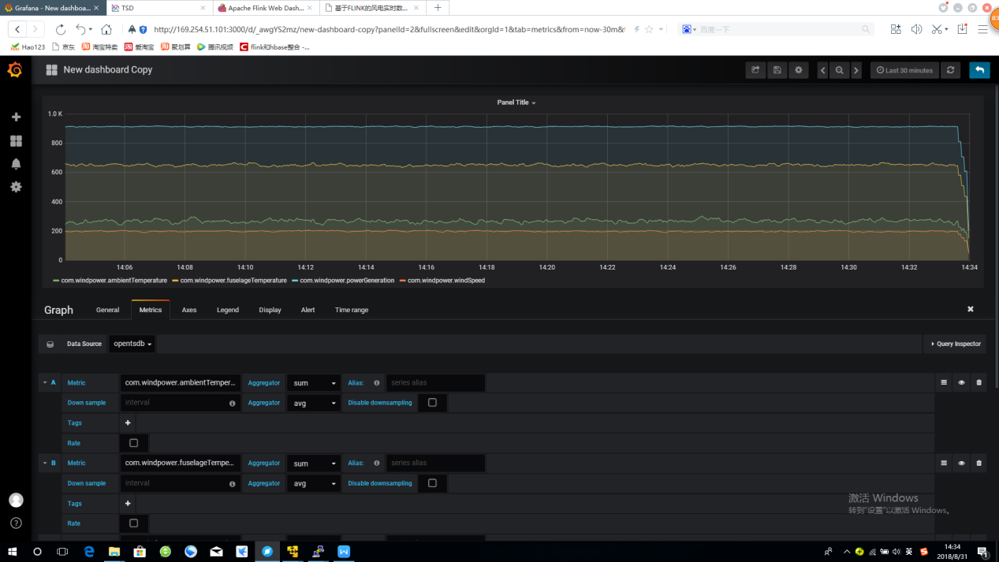 Grafana - New dashboa...
TSD
Apache Flink Web Dash...
基于FLINK的风电实时数...
83
http://169.254.51.101:3000/d/_awgYS2mz/new-dashboard-copy?panelId=2&fullscreen&edit&orgId=1&tab=metrics&from=now-30m&t
百度一下
Hao123 京东 淘宝特卖 爱淘宝 聚划算 腾讯视频 flink和hbase整合 -...
New dashboard Copy
Last 30 minutes
Panel Title
1.0 K
800
600
400
200
0
14:06 14:08 14:10 14:12 14:14 14:16 14:18 14:20 14:22 14:24 14:26 14:28 14:30 14:32 14:34
com.windpower.ambientTemperature com.windpower.fuselageTemperature com.windpower.powerGeneration com.windpower.windSpeed
Graph General Metrics Axes Legend Display Alert Time range
Data Source opentsdb Query Inspector
A Metric com.windpower.ambientTemper... Aggregator sum Alias: series alias
Down sample interval Aggregator avg Disable downsampling
Tags
Rate
B Metric com.windpower.fuselageTempe... Aggregator sum Alias: series alias
Down sample interval Aggregator avg Disable downsampling
Tags
Rate
激活 Windows
转到"设置"以激活 Windows。
英
14:34
2018/8/31
1